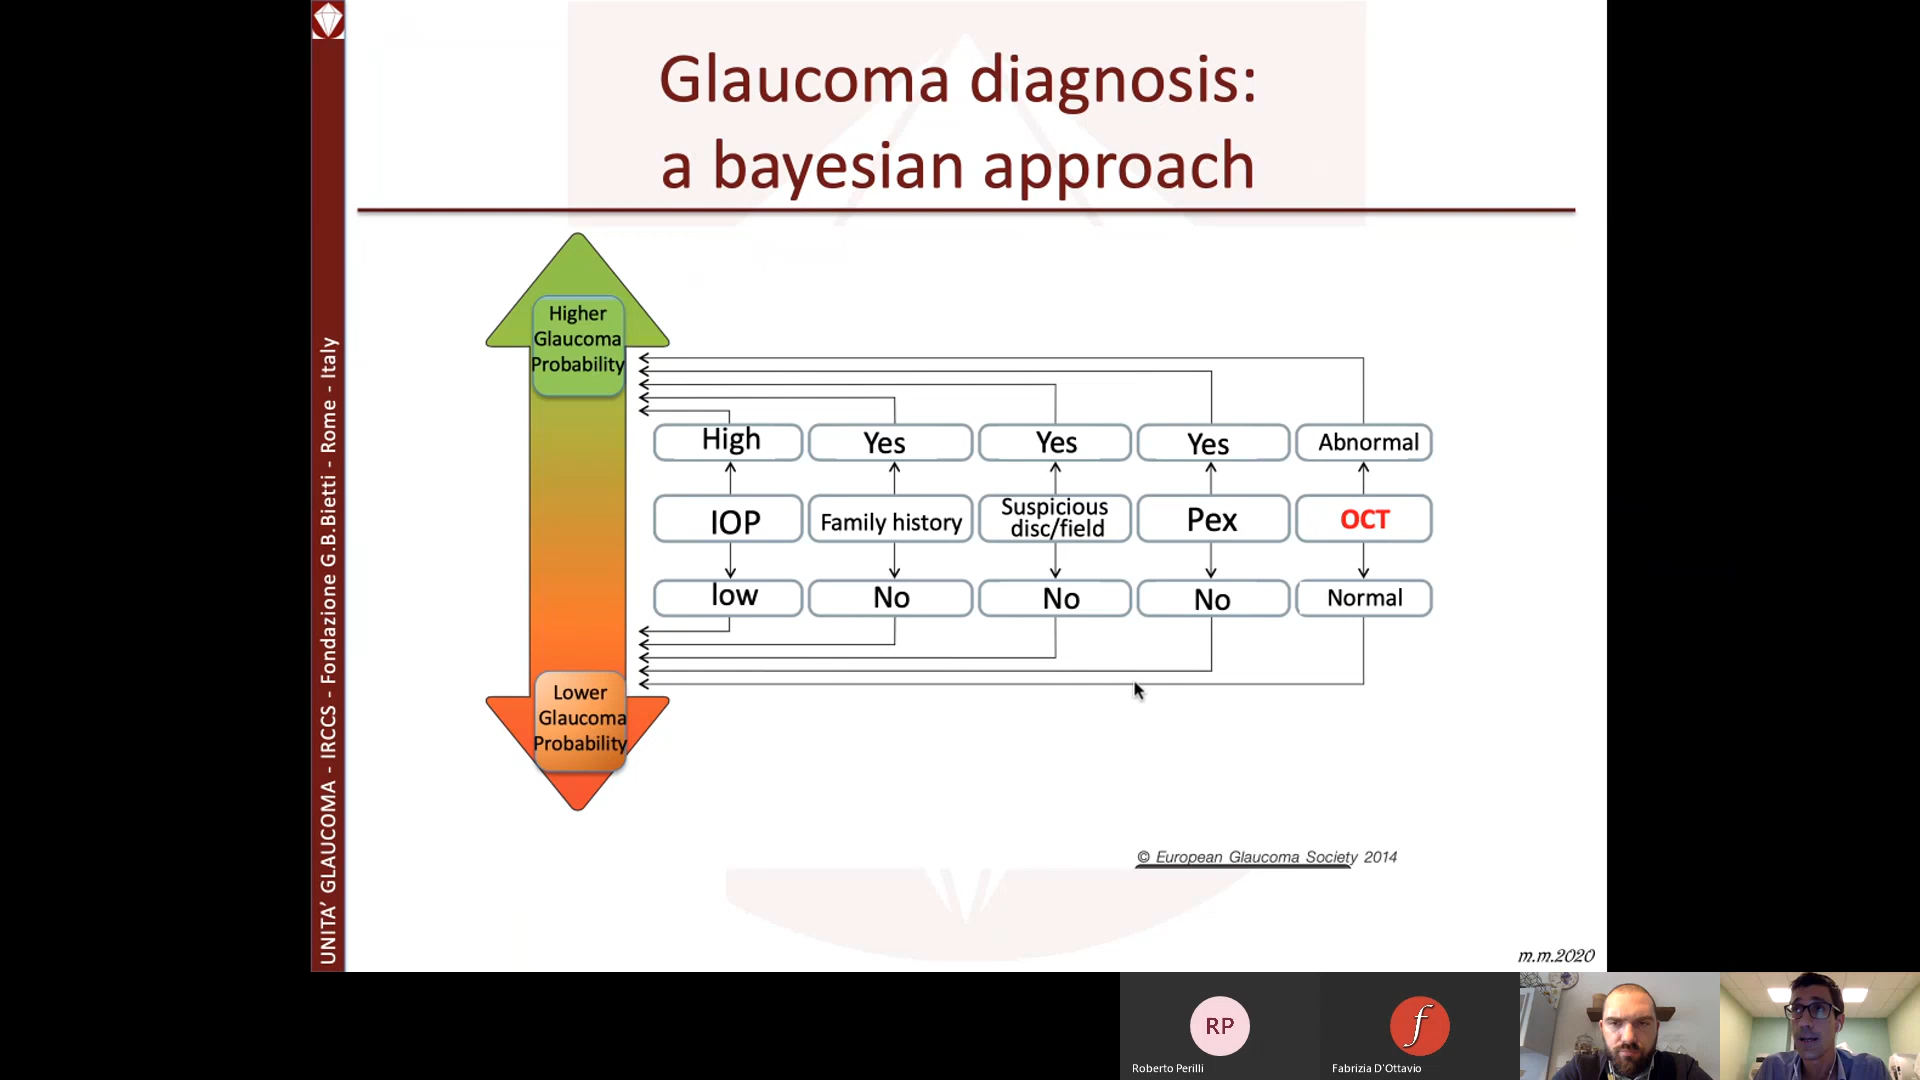 Glaucoma diagnosis:
a bayesian approach
UNITA’ GLAUCOMA - IRCCS - Fondazione G.B.Bietti - Rome - Italy
Higher
Glaucoma
Probability
High
Yes
Yes
Yes
Abnormal
IOP
Family history
Suspicious
disc/field
Pex
OCT
low
No
No
No
Normal
Lower
Glaucoma
Probability
© European Glaucoma Society 2014
m.m.2020
RP
Roberto Perilli
f
Fabrizia D'Ottavio